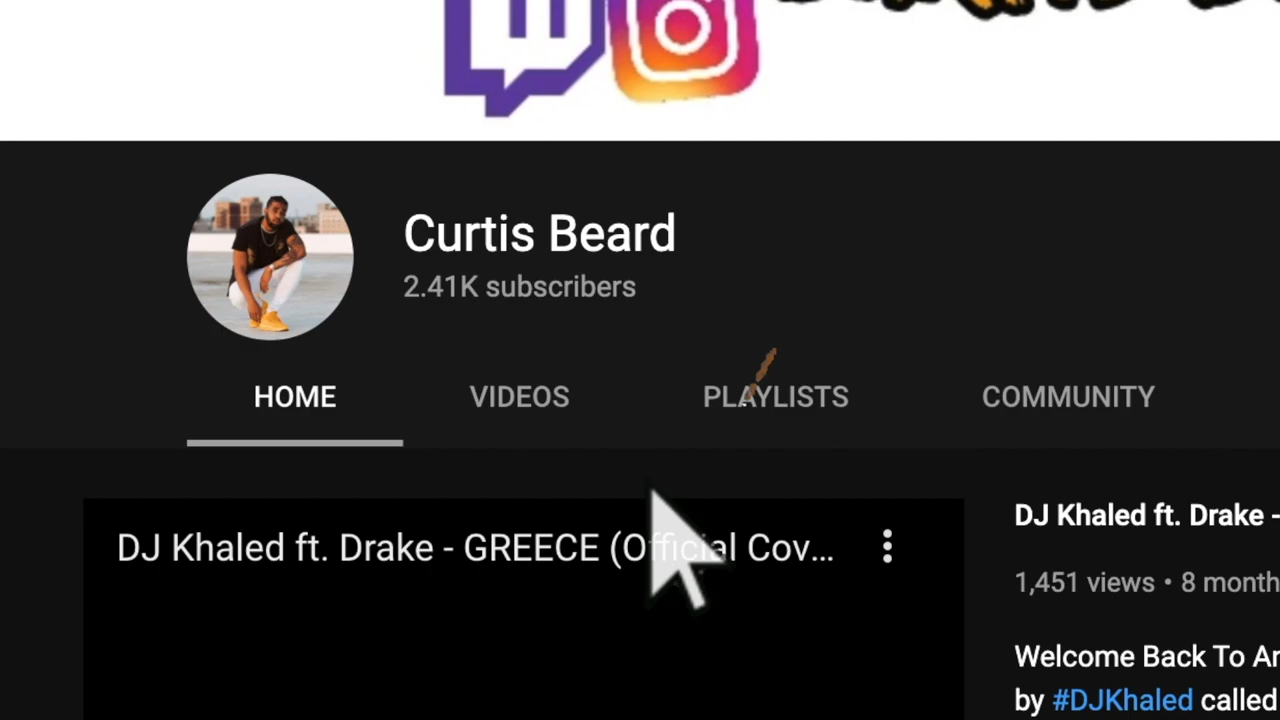 Curtis Beard
2.41K subscribers
HOME VIDEOS PLAYLISTS COMMUNITY
DJ Khaled ft. Drake - GREECE (Official Cov...
DJ Khaled ft. Drake -
1,451 views • 8 month
Welcome Back To
by #DJKhaled called